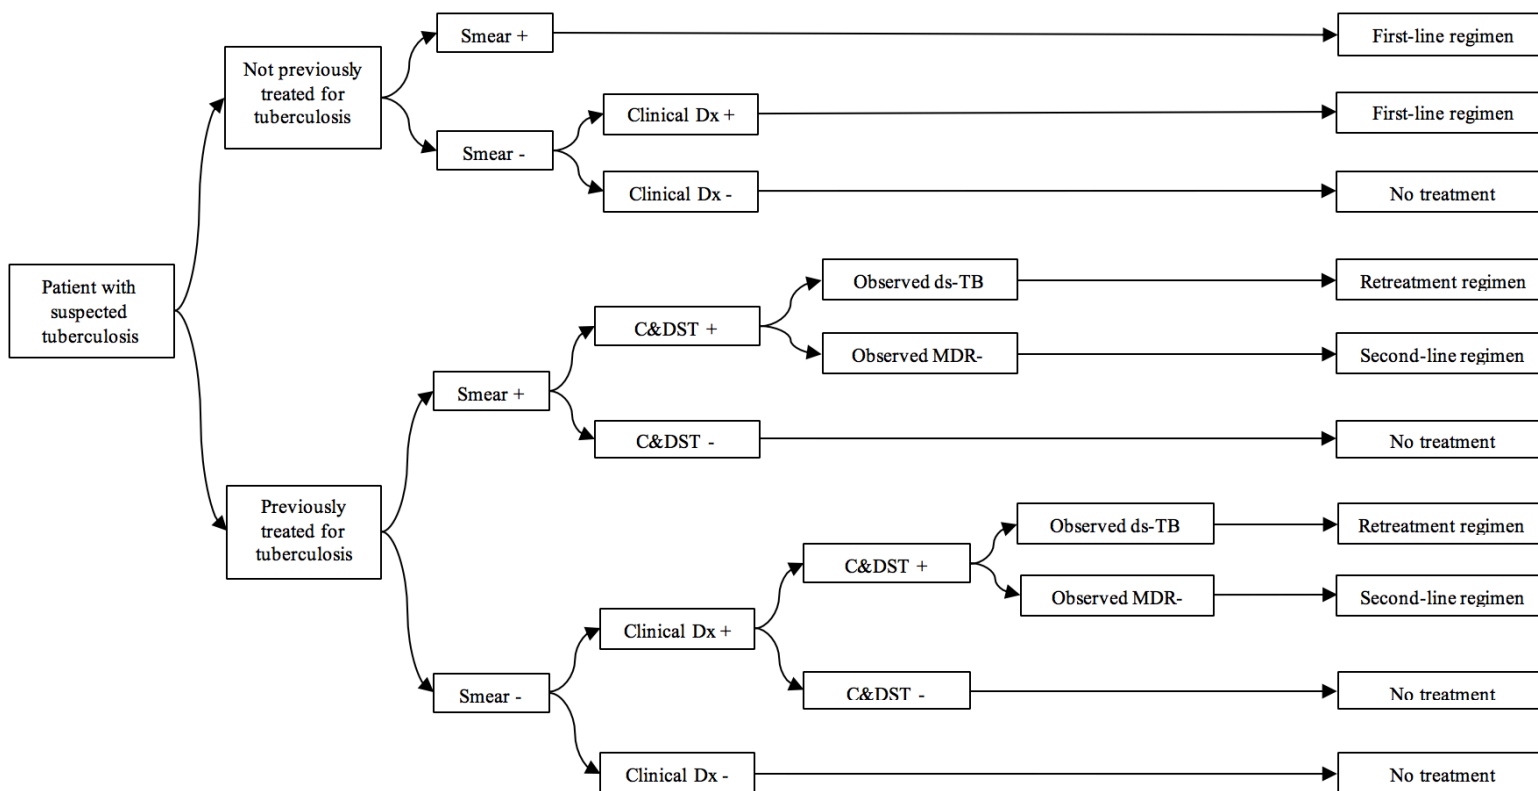 Smear +
First-line regimen
Not previously
treated for
tuberculosis
Clinical Dx +
First-line regimen
Smear -
Clinical Dx -
No treatment
Patient with
suspected
tuberculosis
Observed ds-TB
Retreatment regimen
C&DST +
Observed MDR-
Second-line regimen
Smear +
C&DST -
No treatment
Previously
treated for
tuberculosis
Observed ds-TB
Retreatment regimen
C&DST +
Observed MDR-
Second-line regimen
Clinical Dx +
Smear -
C&DST -
No treatment
Clinical Dx -
No treatment